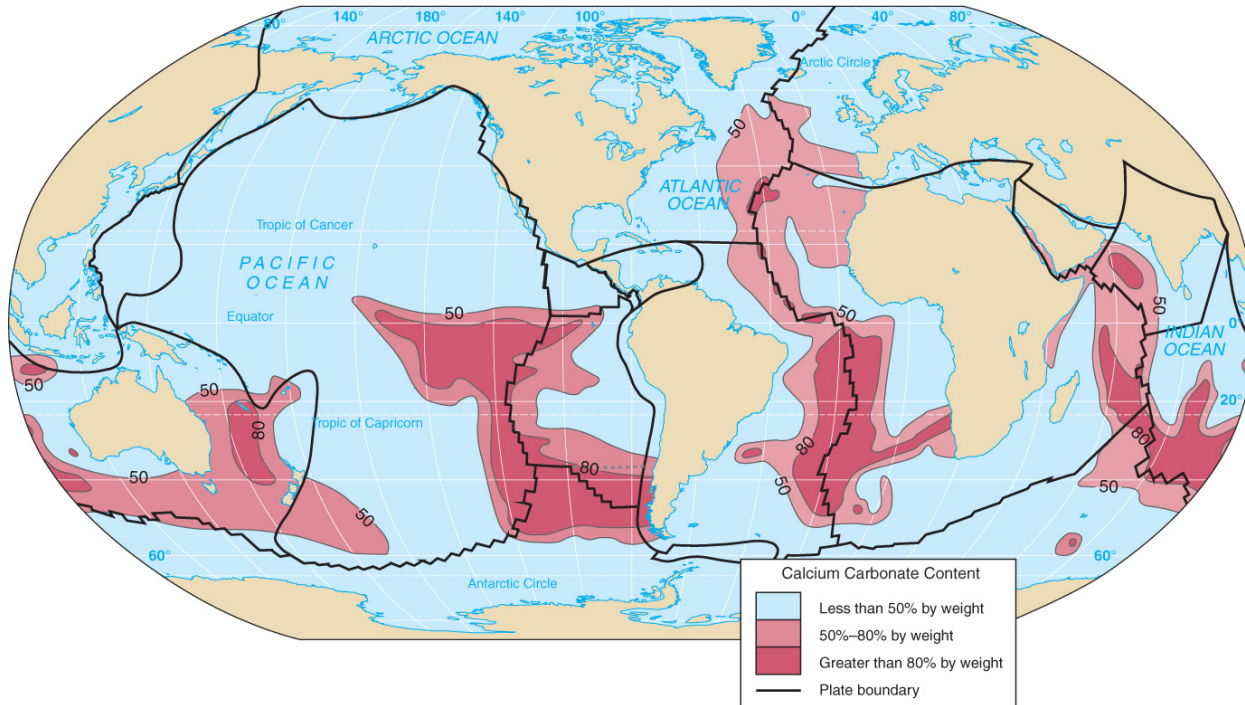 80°
160°
140°
120°
100°
0°
40°
80°
ARCTIC OCEAN
Arctic Circle
50
ATLANTIC
OCEAN
Tropic of Cancer
PACIFIC
OCEAN
50
Equator
50
50
INDIAN
OCEAN
0°
50
50
20°
80
Tropic of Capricorn
80
80
80
50
50
50
50
60°
60°
Antarctic Circle
Calcium Carbonate Content
Less than 50% by weight
50%–80% by weight
Greater than 80% by weight
Plate boundary